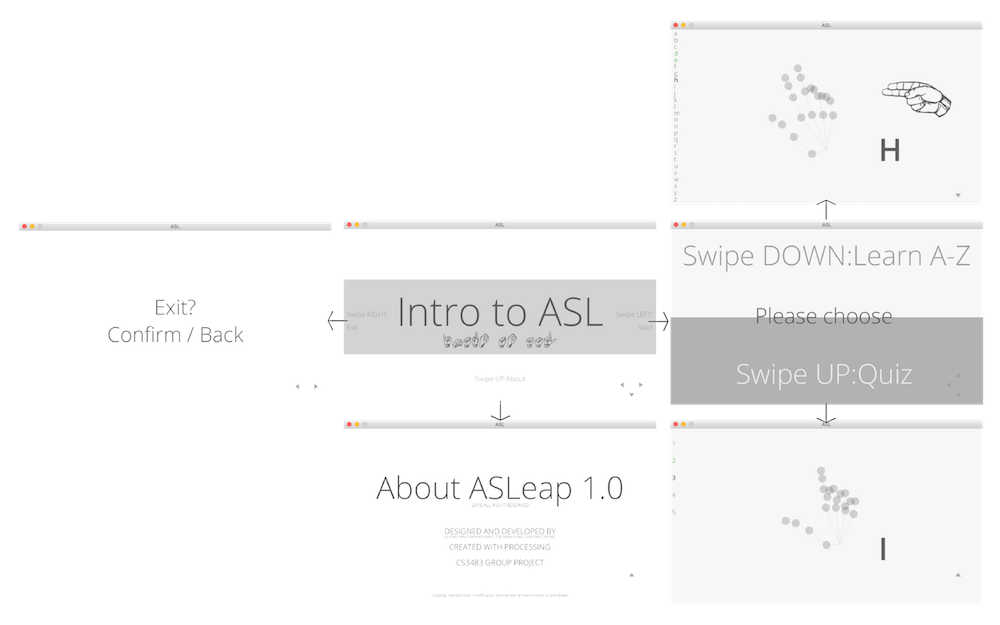 ASL
a
b
c
d
e
f
g
h
i
j
k
l
m
n
o
p
q
r
s
t
u
v
w
x
y
z
H
ASL
Exit?
Confirm / Back
ASL
Swipe RIGHT:
Exit
Intro to ASL
Swipe LEFT:
Start
Swipe UP:About
ASL
Swipe DOWN:Learn A-Z
Please choose
Swipe UP:Quiz
ASL
About ASLeap 1.0
2016 ALL RIGHT RESERVED
DESIGNED AND DEVELOPED BY
CREATED WITH PROCESSING
CS3483 GROUP PROJECT
ASL
1
2
3
4
5
I